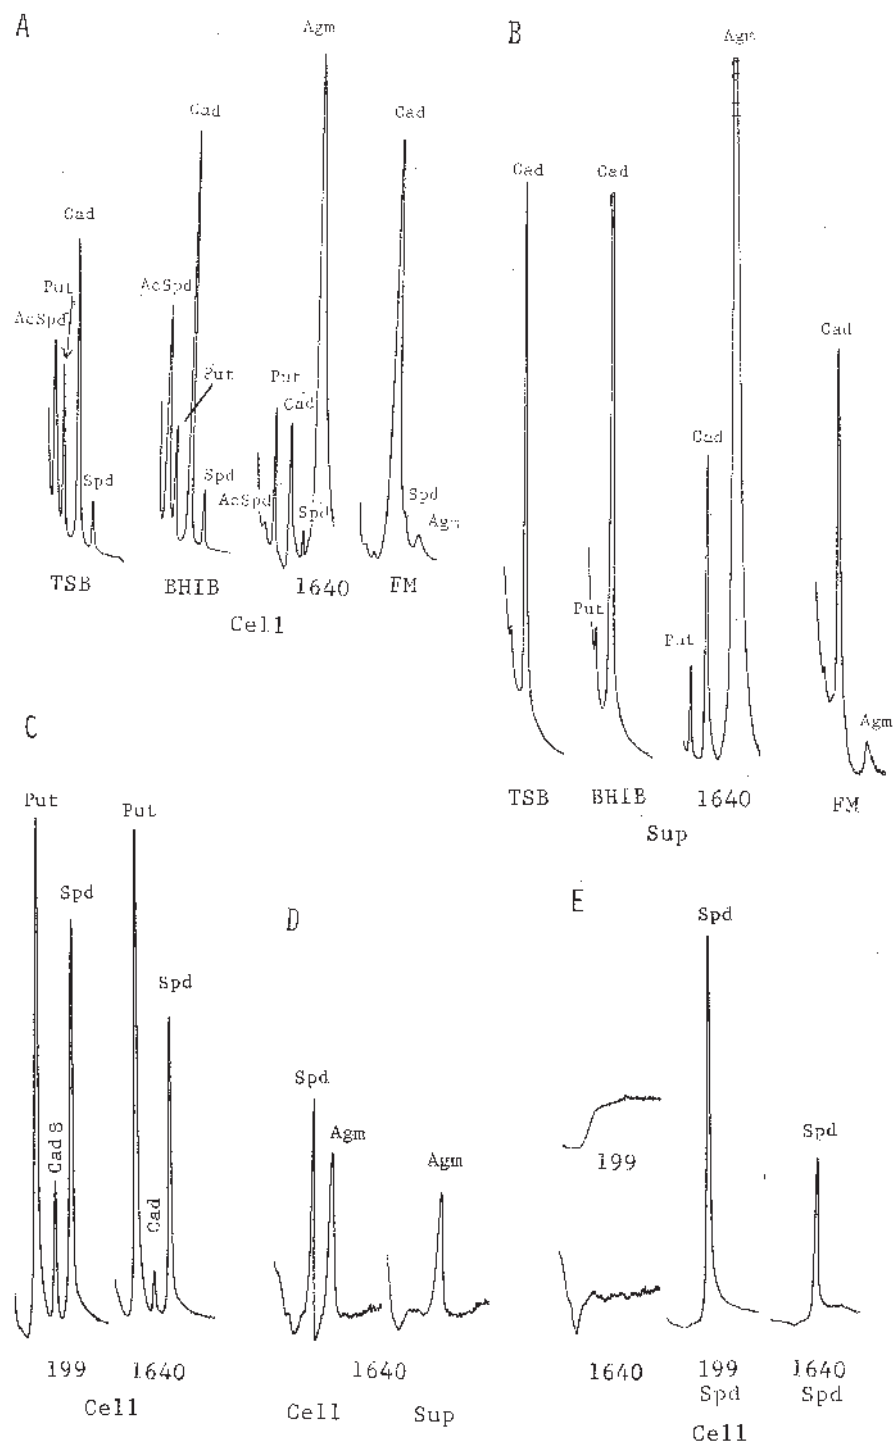 A
Agm
Cad
Cad
Cad
Put
AcSpd
AcSpd
Put
Put
Cad
Spd
Spd
AcSpd
Spd
Spd
Agm
TSB
BHIB
1640
FM
Cell
B
Agm
Cad
Cad
Cad
Cad
Put
Put
Agm
TSB
BHIB
1640
FM
Sup
C
Put
Put
Spd
Spd
Cad S
Cad
199
1640
Cell
D
Spd
Agm
Agm
1640
Cell
Sup
E
Spd
Spd
199
1640
199
Spd
1640
Spd
Cell